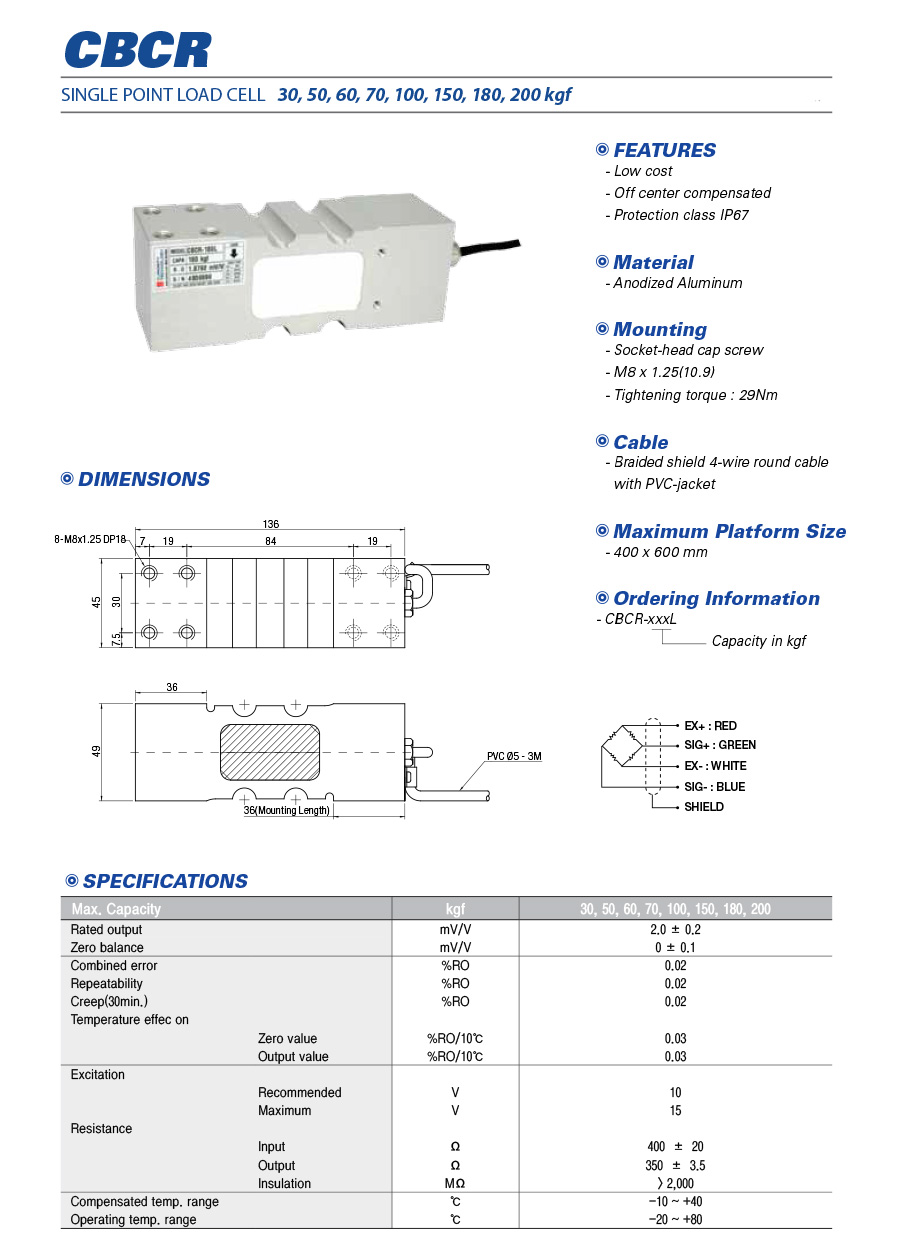 CBCR
SINGLE POINT LOAD CELL 30, 50, 60, 70, 100, 150, 180, 200 kgf
FEATURES
- Low cost
- Off center compensated
- Protection class IP67
Material
- Anodized Aluminum
Mounting
- Socket-head cap screw
- M8 x 1.25(10.9)
- Tightening torque : 29Nm
Cable
- Braided shield 4-wire round cable
with PVC-jacket
Maximum Platform Size
- 400 x 600 mm
Ordering Information
- CBCR-xxxL
Capacity in kgf
CBCR-100L
100 kgf
DIMENSIONS
136
8-M8x1.25 DP18
7 19 84 19
45
30
7.5
36
49
PVC Ø5 - 3M
36(Mounting Length)
EX+ : RED
SIG+ : GREEN
EX- : WHITE
SIG- : BLUE
SHIELD
SPECIFICATIONS
Max. Capacity kgf 30, 50, 60, 70, 100, 150, 180, 200
Rated output mV/V 2.0 ± 0.2
Zero balance mV/V 0 ± 0.1
Combined error %RO 0.02
Repeatability %RO 0.02
Creep(30min.) %RO 0.02
Temperature effec on
Zero value %RO/10℃ 0.03
Output value %RO/10℃ 0.03
Excitation
Recommended V 10
Maximum V 15
Resistance
Input Ω 400 ± 20
Output Ω 350 ± 3.5
Insulation MΩ 〉2,000
Compensated temp. range ℃ -10 ~ +40
Operating temp. range ℃ -20 ~ +80